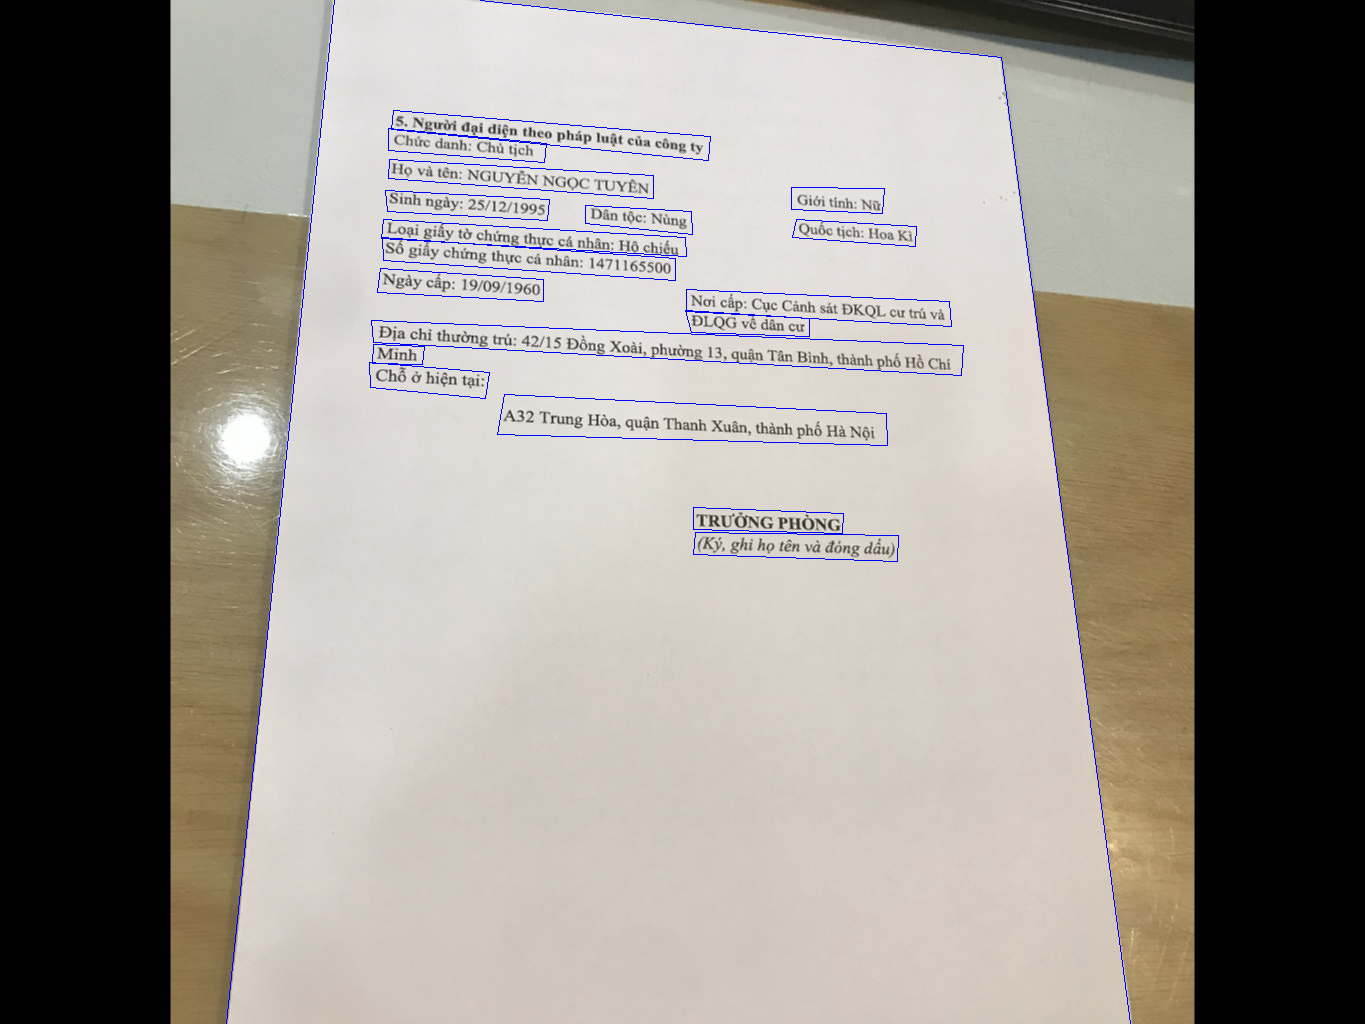 5. Người đại diện theo pháp luật của công ty
Chức danh: Chủ tịch
Họ và tên: NGUYỄN NGỌC TUYÊN Giới tính: Nữ
Sinh ngày: 25/12/1995 Dân tộc: Nùng Quốc tịch: Hoa Kì
Loại giấy tờ chứng thực cá nhân: Hộ chiếu
Số giấy chứng thực cá nhân: 1471165500
Ngày cấp: 19/09/1960 Nơi cấp: Cục Cảnh sát ĐKQL cư trú và
ĐLQG về dân cư
Địa chỉ thường trú: 42/15 Đồng Xoài, phường 13, quận Tân Bình, thành phố Hồ Chí
Minh
Chỗ ở hiện tại:
A32 Trung Hòa, quận Thanh Xuân, thành phố Hà Nội
TRƯỞNG PHÒNG
(Ký, ghi họ tên và đóng dấu)